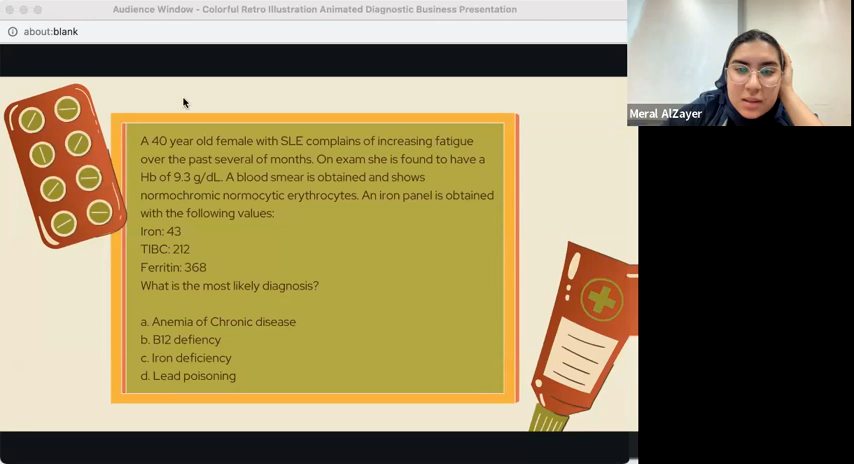 Audience Window - Colorful Retro Illustration Animated Diagnostic Business Presentation
about:blank
A 40 year old female with SLE complains of increasing fatigue
over the past several of months. On exam she is found to have a
Hb of 9.3 g/dL. A blood smear is obtained and shows
normochromic normocytic erythrocytes. An iron panel is obtained
with the following values:
Iron: 43
TIBC: 212
Ferritin: 368
What is the most likely diagnosis?
a. Anemia of Chronic disease
b. B12 defiency
c. Iron deficiency
d. Lead poisoning
Meral AlZayer